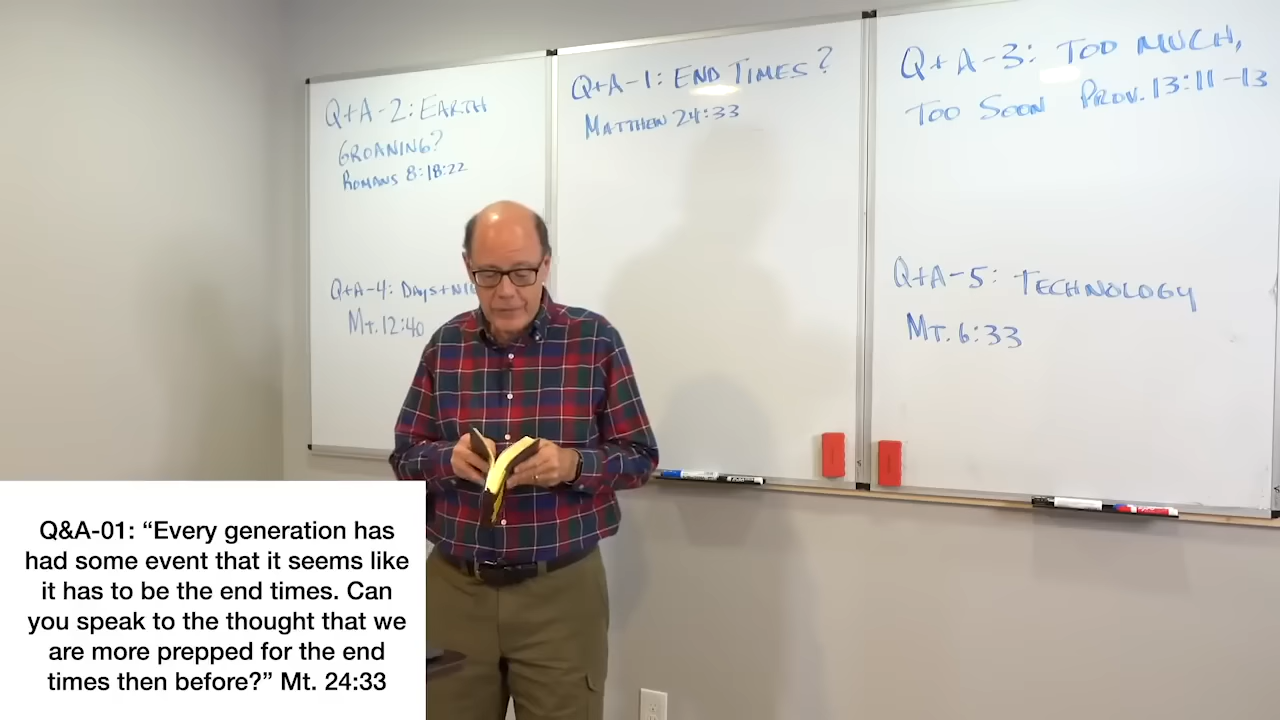 Q+A-2: EARTH
GROANING?
ROMANS 8:18:22
Q+A-4: DAYS+NI
MT. 12:40
Q+A-1: END TIMES?
MATTHEW 24:33
Q+A-3: TOO MUCH,
TOO SOON PROV. 13:11-13
Q+A-5: TECHNOLOGY
MT. 6:33
Q&A-01: “Every generation has
had some event that it seems like
it has to be the end times. Can
you speak to the thought that we
are more prepped for the end
times then before?” Mt. 24:33